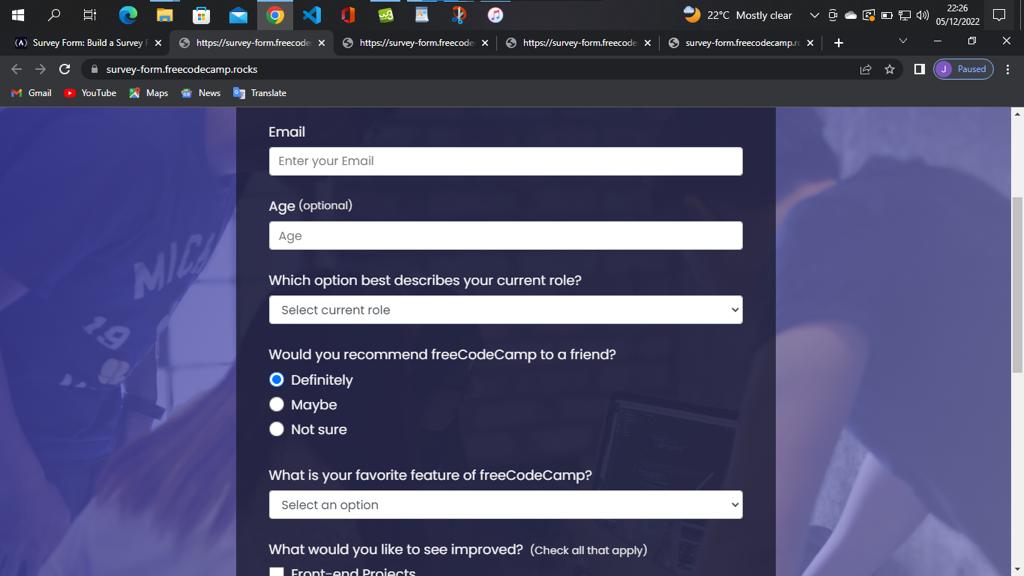 22°C Mostly clear
22:26
05/12/2022
Survey Form: Build a Survey F
https://survey-form.freecode
https://survey-form.freecode
https://survey-form.freecode
survey-form.freecodecamp.ro
survey-form.freecodecamp.rocks
J Paused
Gmail YouTube Maps News Translate
Email
Enter your Email
Age (optional)
Age
Which option best describes your current role?
Select current role
Would you recommend freeCodeCamp to a friend?
Definitely
Maybe
Not sure
What is your favorite feature of freeCodeCamp?
Select an option
What would you like to see improved? (Check all that apply)
Front-end Projects
19